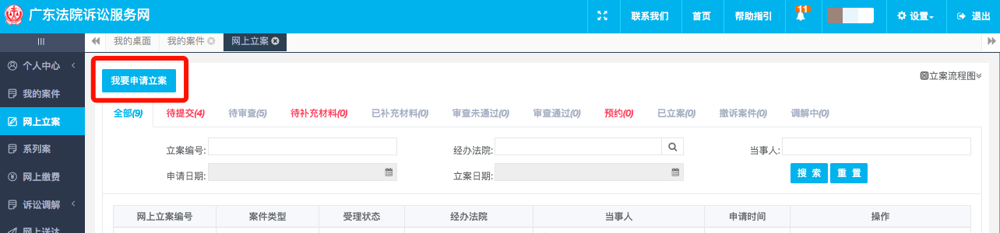 广东法院诉讼服务网
联系我们 首页 帮助指引 11 设置 退出
我的桌面 我的案件 网上立案
个人中心
我的案件
网上立案
系列案
网上缴费
诉讼调解
网上送达
我要申请立案
立案流程图
全部(9) 待提交(4) 待审查(5) 待补充材料(0) 已补充材料(0) 审查未通过(0) 审查通过(0) 预约(0) 已立案(0) 撤诉案件(0) 调解中(0)
立案编号: 经办法院: 当事人:
申请日期: 立案日期: 搜 索 重 置
网上立案编号 案件类型 受理状态 经办法院 当事人 申请时间 操作